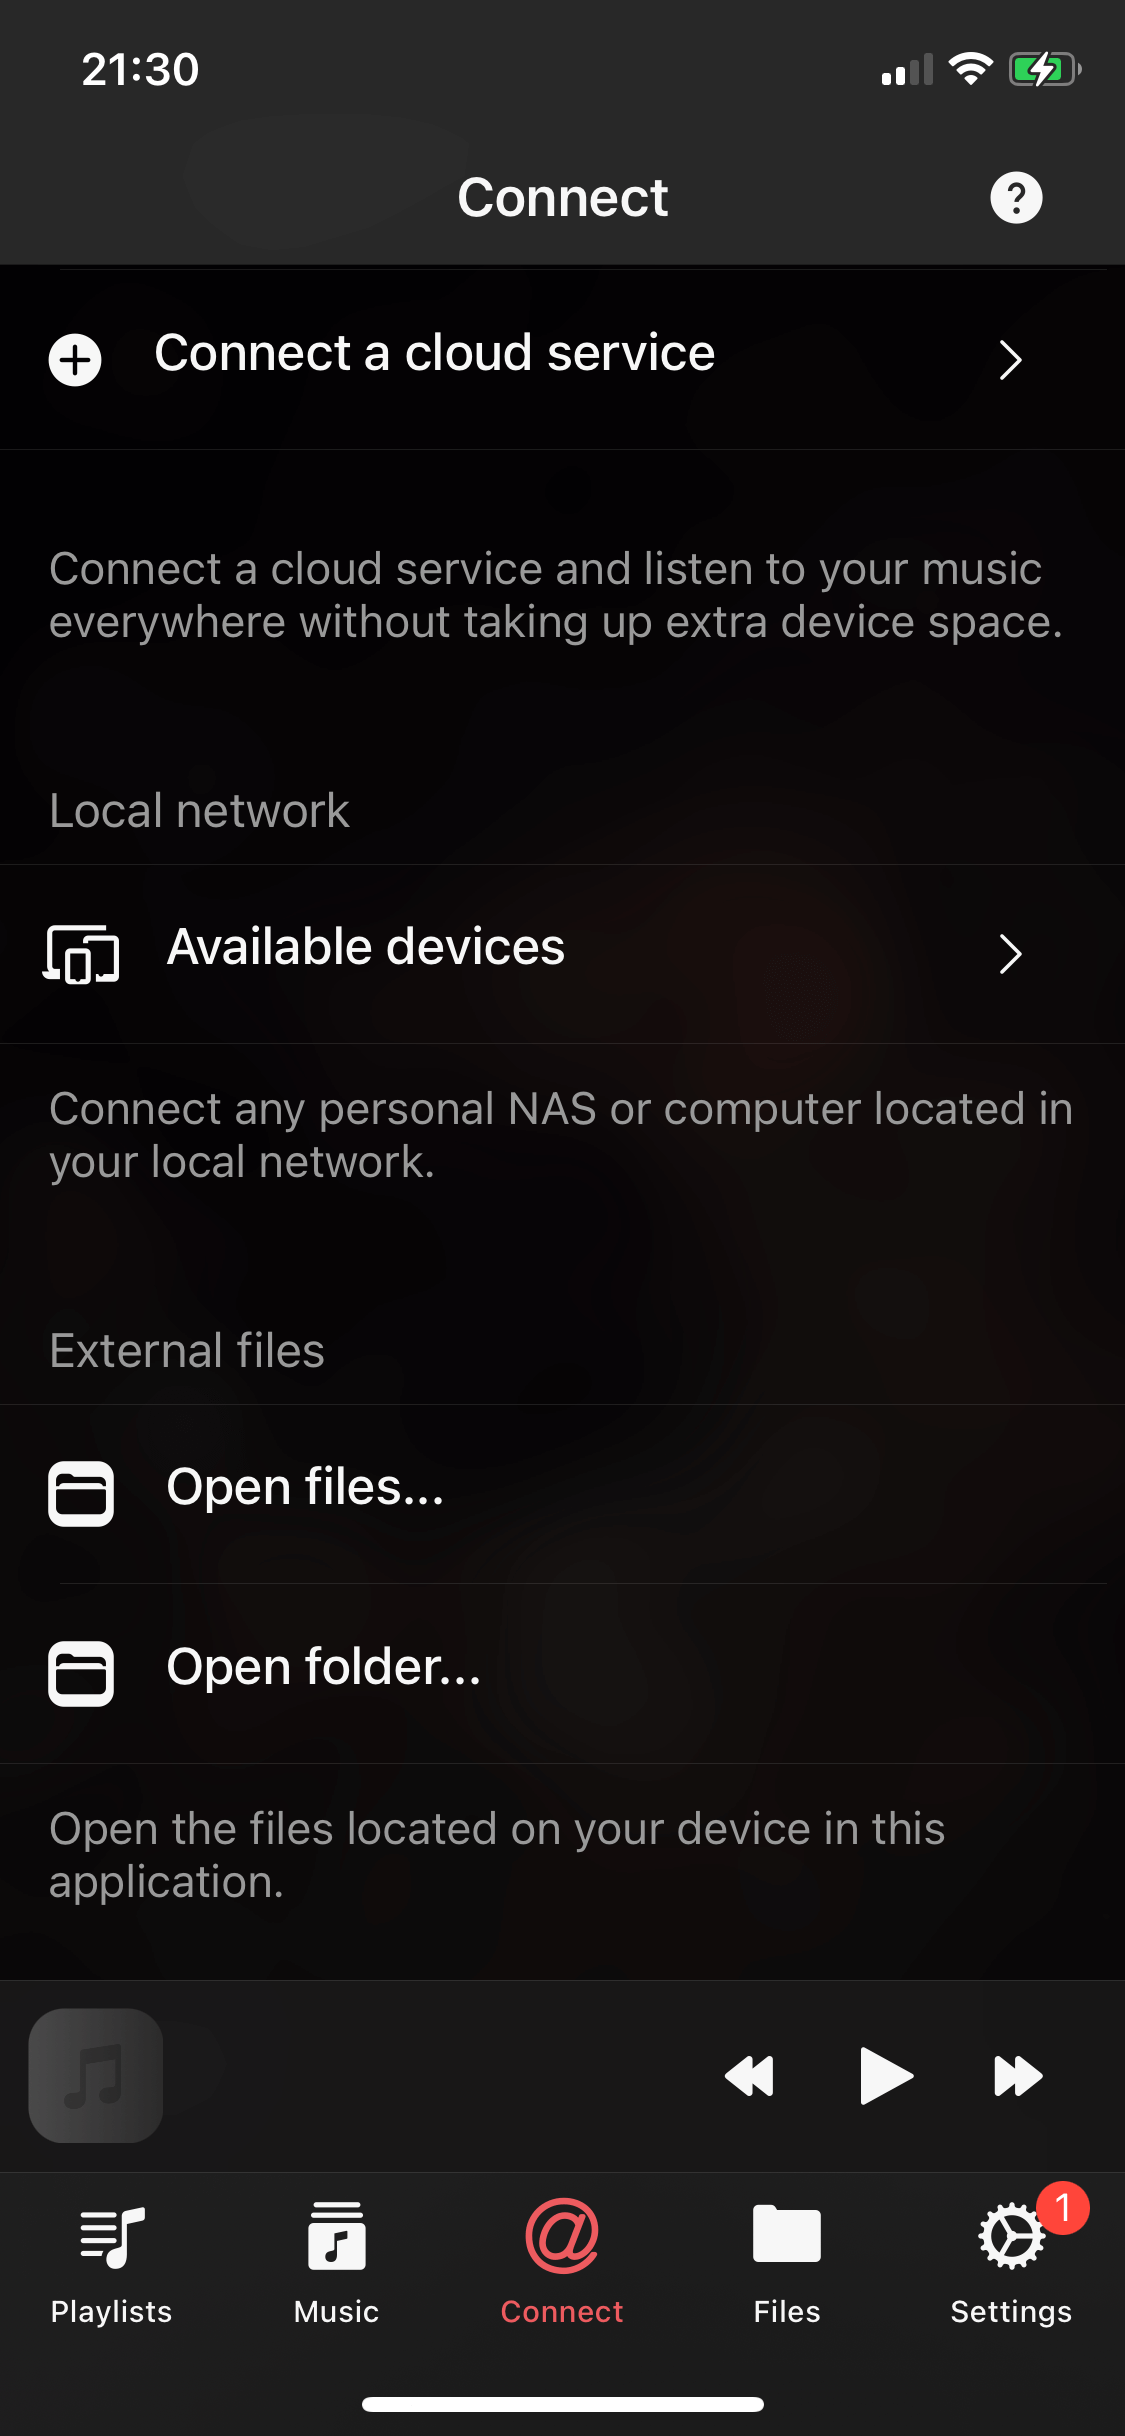 21:30
Connect
?
Connect a cloud service
Connect a cloud service and listen to your music
everywhere without taking up extra device space.
Local network
Available devices
Connect any personal NAS or computer located in
your local network.
External files
Open files...
Open folder...
Open the files located on your device in this
application.
1
Playlists
Music
Connect
Files
Settings